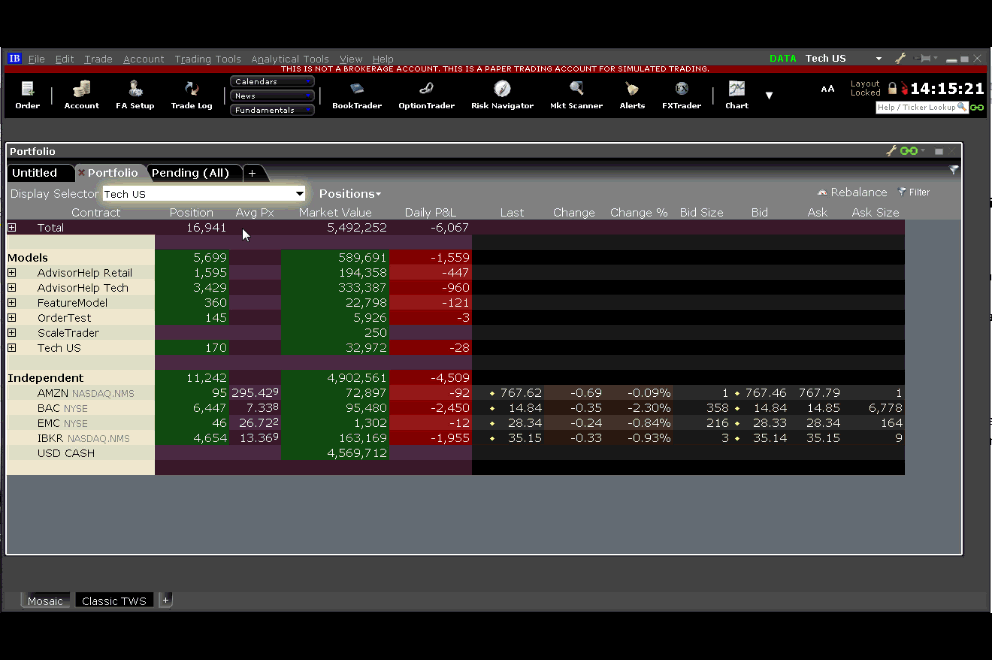 IB File Edit Trade Account Trading Tools Analytical Tools View Help DATA Tech US
THIS IS NOT A BROKERAGE ACCOUNT. THIS IS A PAPER TRADING ACCOUNT FOR SIMULATED TRADING.
Order Account FA Setup Trade Log
Calendars
News
Fundamentals
BookTrader OptionTrader Risk Navigator Mkt Scanner Alerts FXTrader Chart
AA Layout Locked 14:15:21
Help / Ticker Lookup
Portfolio
Untitled Portfolio Pending (All) +
Display Selector Tech US Positions Rebalance Filter
Contract Position Avg Px Market Value Daily P&L Last Change Change % Bid Size Bid Ask Ask Size
Total 16,941 5,492,252 -6,067
Models 5,699 589,691 -1,559
AdvisorHelp Retail 1,595 194,358 -447
AdvisorHelp Tech 3,429 333,387 -960
FeatureModel 360 22,798 -121
OrderTest 145 5,926 -3
ScaleTrader 250
Tech US 170 32,972 -28
Independent 11,242 4,902,561 -4,509
AMZN NASDAQ.NMS 95 295.429 72,897 -92 767.62 -0.69 -0.09% 1 767.46 767.79 1
BAC NYSE 6,447 7.338 95,480 -2,450 14.84 -0.35 -2.30% 358 14.84 14.85 6,778
EMC NYSE 46 26.722 1,302 -12 28.34 -0.24 -0.84% 216 28.33 28.34 164
IBKR NASDAQ.NMS 4,654 13.369 163,169 -1,955 35.15 -0.33 -0.93% 3 35.14 35.15 9
USD CASH 4,569,712
Mosaic Classic TWS +